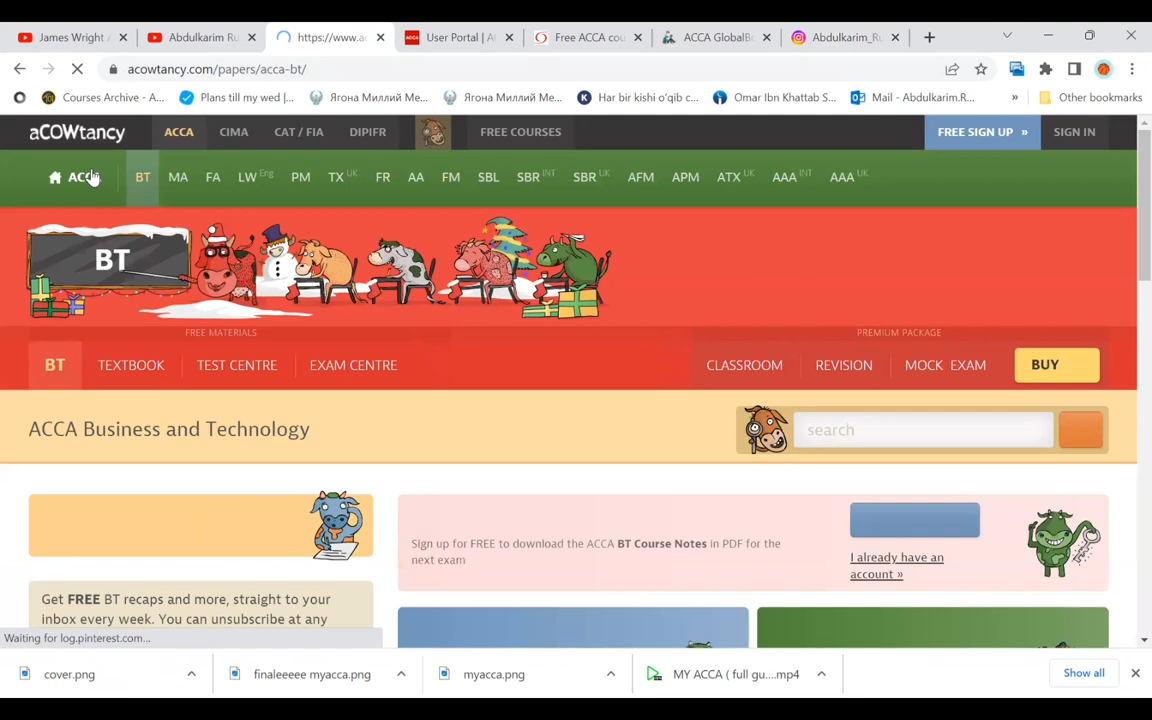 James Wright /
Abdulkarim Ru
https://www.ac
User Portal | A
Free ACCA cou
ACCA GlobalBo
Abdulkarim_Ru
acowtancy.com/papers/acca-bt/
Courses Archive - A...
Plans till my wed |...
Ягона Миллий Ме...
Ягона Миллий Ме...
Har bir kishi o'qib c...
Omar Ibn Khattab S...
Mail - Abdulkarim.R...
»
Other bookmarks
aCOWtancy
ACCA
CIMA
CAT / FIA
DIPIFR
FREE COURSES
FREE SIGN UP »
SIGN IN
ACCA
BT
MA
FA
LW Eng
PM
TX UK
FR
AA
FM
SBL
SBR INT
SBR UK
AFM
APM
ATX UK
AAA INT
AAA UK
BT
FREE MATERIALS
PREMIUM PACKAGE
BT
TEXTBOOK
TEST CENTRE
EXAM CENTRE
CLASSROOM
REVISION
MOCK EXAM
BUY
ACCA Business and Technology
search
Sign up for FREE to download the ACCA BT Course Notes in PDF for the
next exam
I already have an
account »
Get FREE BT recaps and more, straight to your
inbox every week. You can unsubscribe at any
Waiting for log.pinterest.com...
cover.png
finaleeeee myacca.png
myacca.png
MY ACCA ( full gu....mp4
Show all